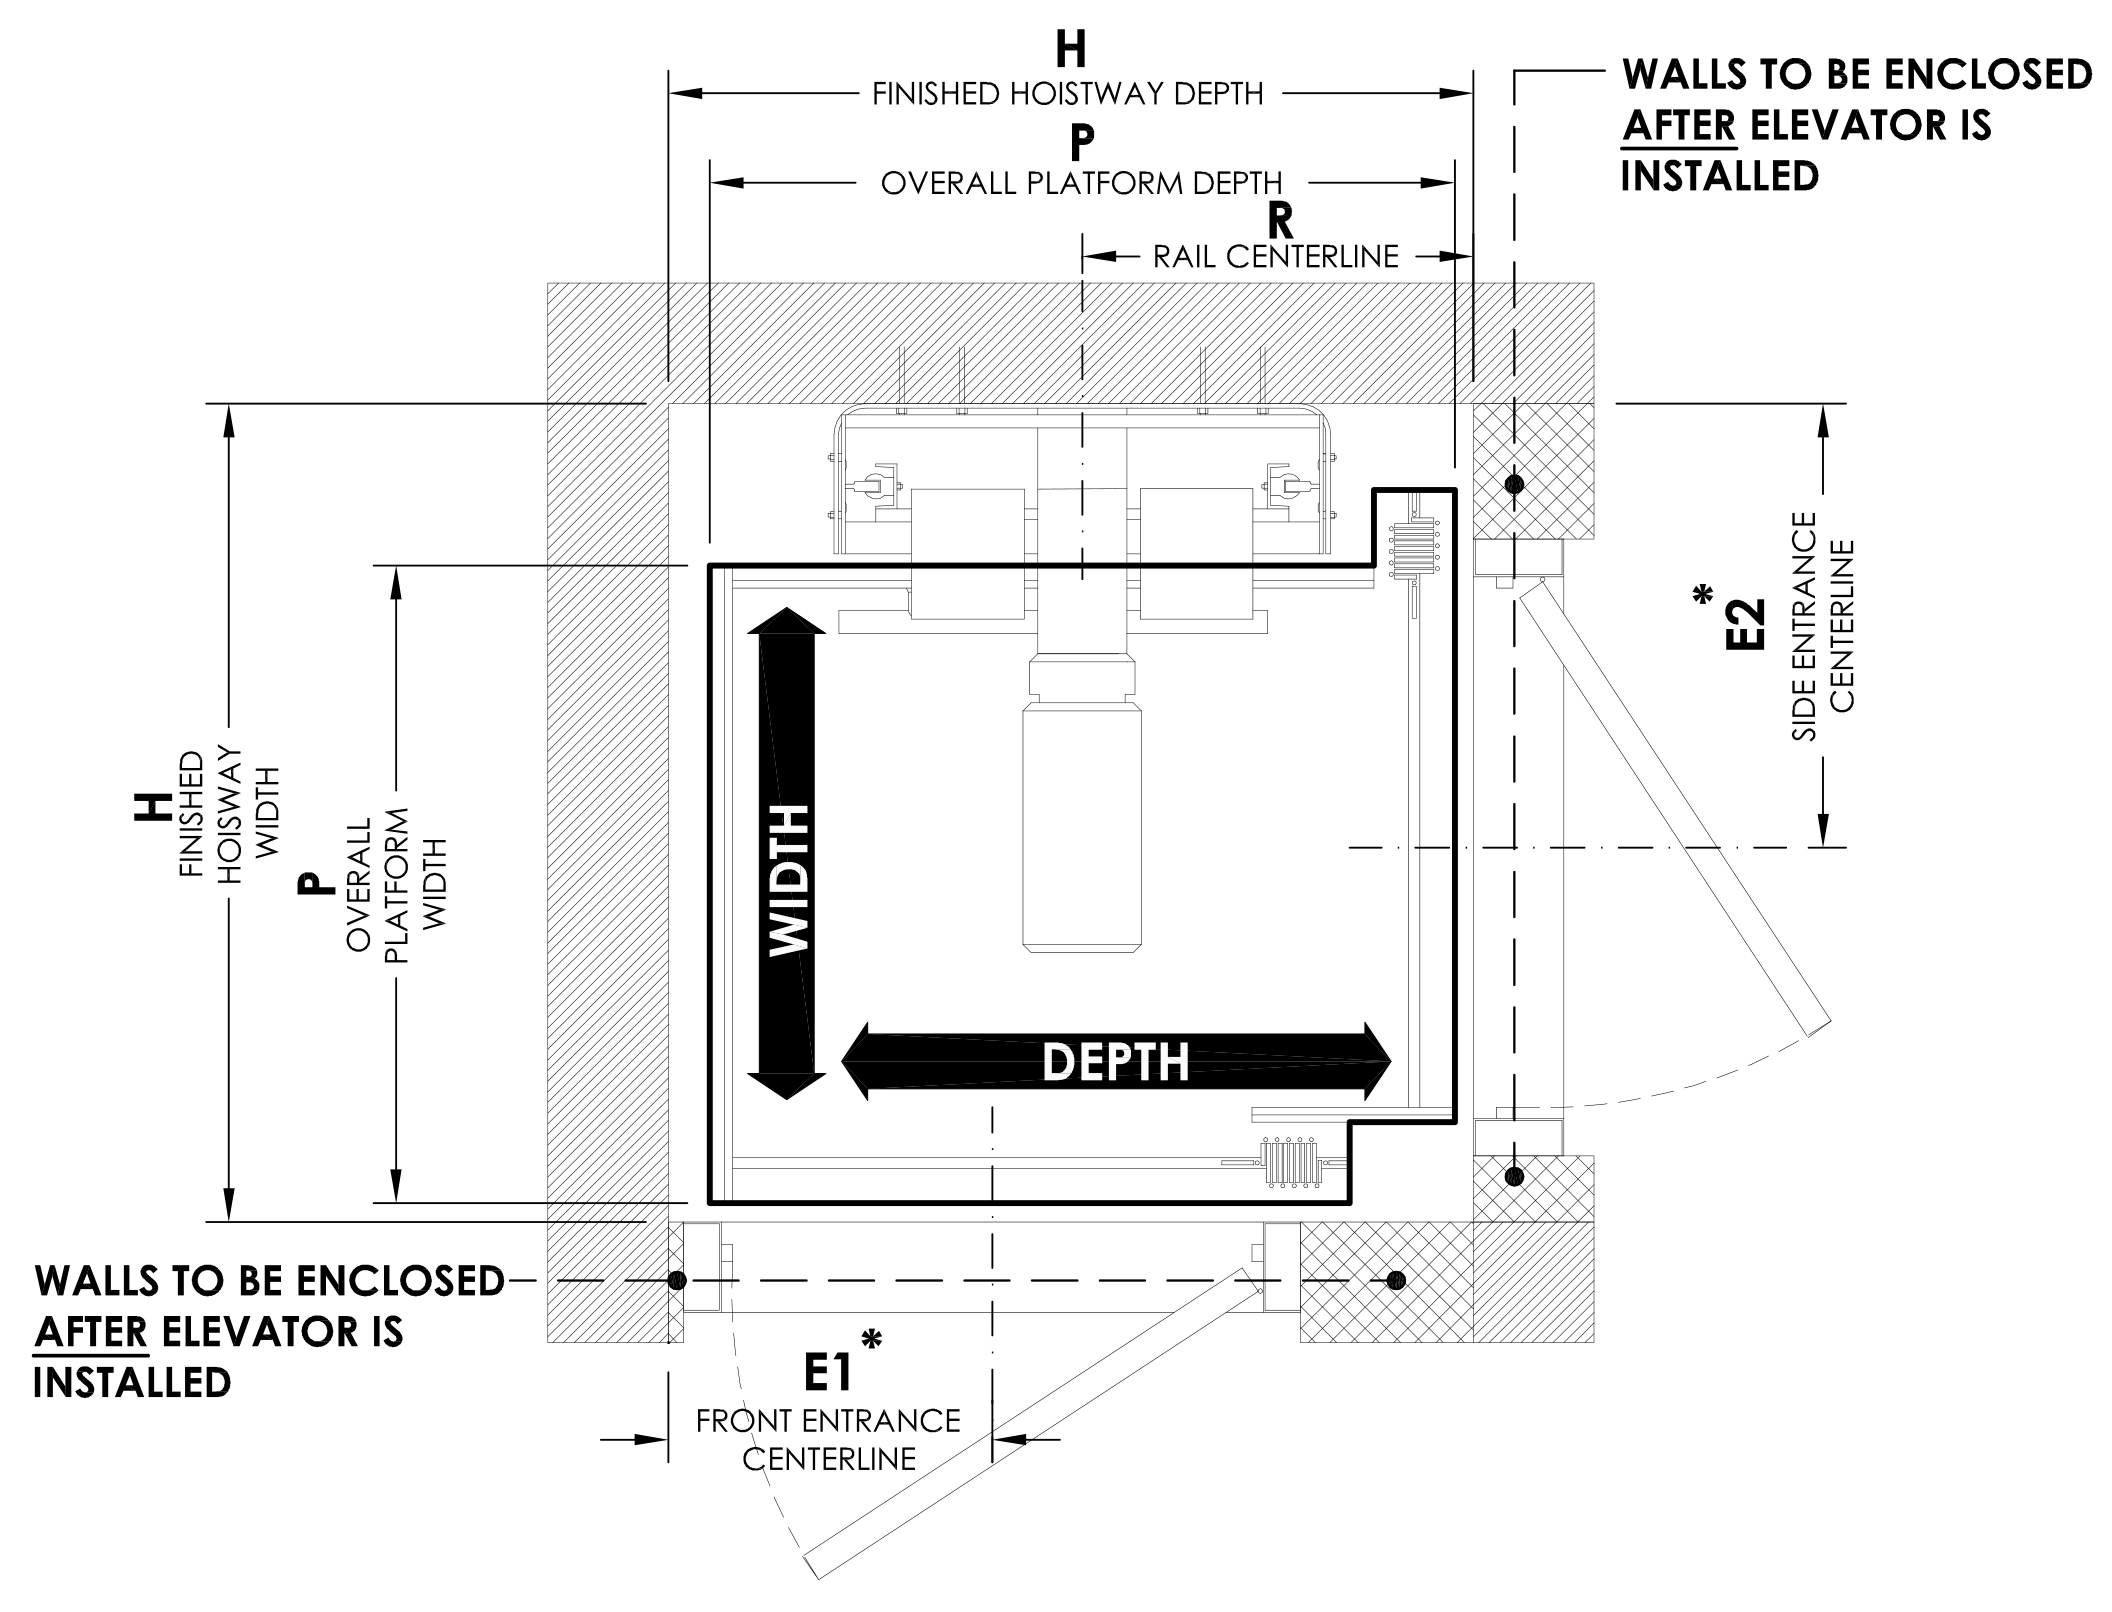 H
FINISHED HOISTWAY DEPTH
P
OVERALL PLATFORM DEPTH
R
RAIL CENTERLINE
WALLS TO BE ENCLOSED
AFTER ELEVATOR IS
INSTALLED
H
FINISHED
HOISWAY
WIDTH
P
OVERALL
PLATFORM
WIDTH
WIDTH
DEPTH
*
E2
SIDE ENTRANCE
CENTERLINE
WALLS TO BE ENCLOSED
AFTER ELEVATOR IS
INSTALLED
E1*
FRONT ENTRANCE
CENTERLINE